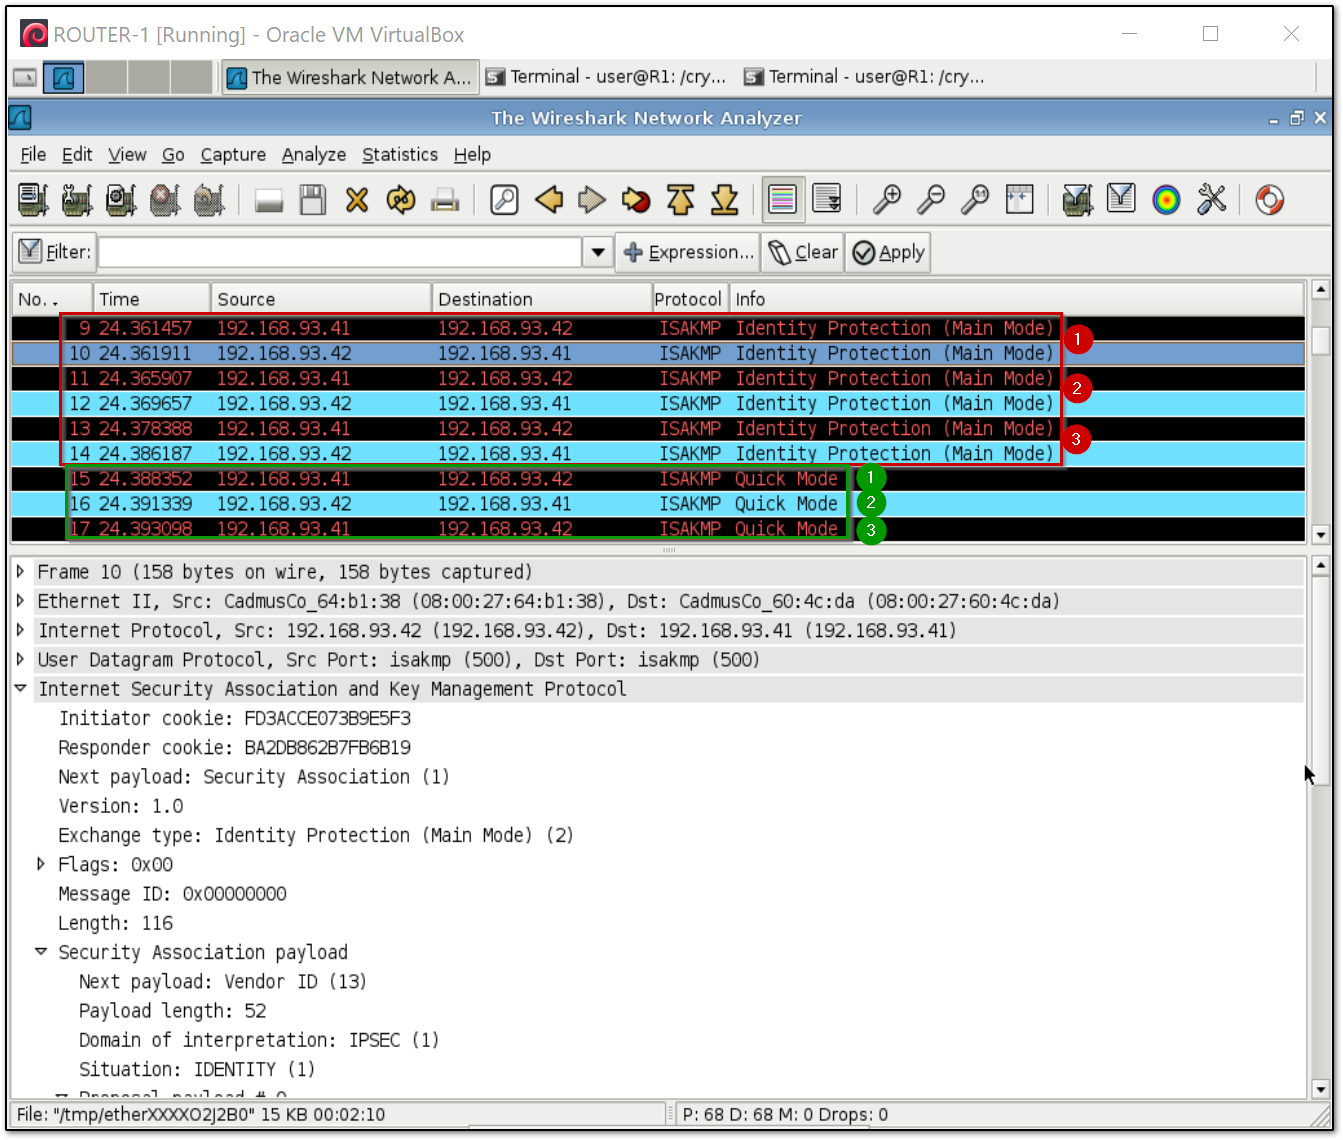 ROUTER-1 [Running] - Oracle VM VirtualBox
The Wireshark Network A... Terminal - user@R1: /cry... Terminal - user@R1: /cry...
The Wireshark Network Analyzer
File Edit View Go Capture Analyze Statistics Help
Filter: Expression... Clear Apply
No. . Time Source Destination Protocol Info
9 24.361457 192.168.93.41 192.168.93.42 ISAKMP Identity Protection (Main Mode) 1
10 24.361911 192.168.93.42 192.168.93.41 ISAKMP Identity Protection (Main Mode)
11 24.365907 192.168.93.41 192.168.93.42 ISAKMP Identity Protection (Main Mode) 2
12 24.369657 192.168.93.42 192.168.93.41 ISAKMP Identity Protection (Main Mode)
13 24.378388 192.168.93.41 192.168.93.42 ISAKMP Identity Protection (Main Mode) 3
14 24.386187 192.168.93.42 192.168.93.41 ISAKMP Identity Protection (Main Mode)
15 24.388352 192.168.93.41 192.168.93.42 ISAKMP Quick Mode 1
16 24.391339 192.168.93.42 192.168.93.41 ISAKMP Quick Mode 2
17 24.393098 192.168.93.41 192.168.93.42 ISAKMP Quick Mode 3
Frame 10 (158 bytes on wire, 158 bytes captured)
Ethernet II, Src: CadmusCo_64:b1:38 (08:00:27:64:b1:38), Dst: CadmusCo_60:4c:da (08:00:27:60:4c:da)
Internet Protocol, Src: 192.168.93.42 (192.168.93.42), Dst: 192.168.93.41 (192.168.93.41)
User Datagram Protocol, Src Port: isakmp (500), Dst Port: isakmp (500)
Internet Security Association and Key Management Protocol
Initiator cookie: FD3ACCE073B9E5F3
Responder cookie: BA2DB862B7FB6B19
Next payload: Security Association (1)
Version: 1.0
Exchange type: Identity Protection (Main Mode) (2)
Flags: 0x00
Message ID: 0x00000000
Length: 116
Security Association payload
Next payload: Vendor ID (13)
Payload length: 52
Domain of interpretation: IPSEC (1)
Situation: IDENTITY (1)
Proposal payload # 0
File: "/tmp/etherXXXXO2J2B0" 15 KB 00:02:10 P: 68 D: 68 M: 0 Drops: 0